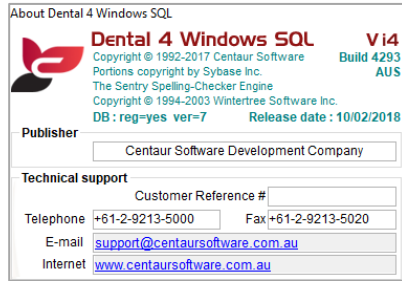 About Dental 4 Windows SQL
Dental 4 Windows SQL V i4
Copyright © 1992-2017 Centaur Software Build 4293
Portions copyright by Sybase Inc. AUS
The Sentry Spelling-Checker Engine
Copyright © 1994-2003 Wintertree Software Inc.
DB : reg=yes ver=7 Release date : 10/02/2018
Publisher
Centaur Software Development Company
Technical support
Customer Reference #
Telephone +61-2-9213-5000 Fax +61-2-9213-5020
E-mail support@centaursoftware.com.au
Internet www.centaursoftware.com.au